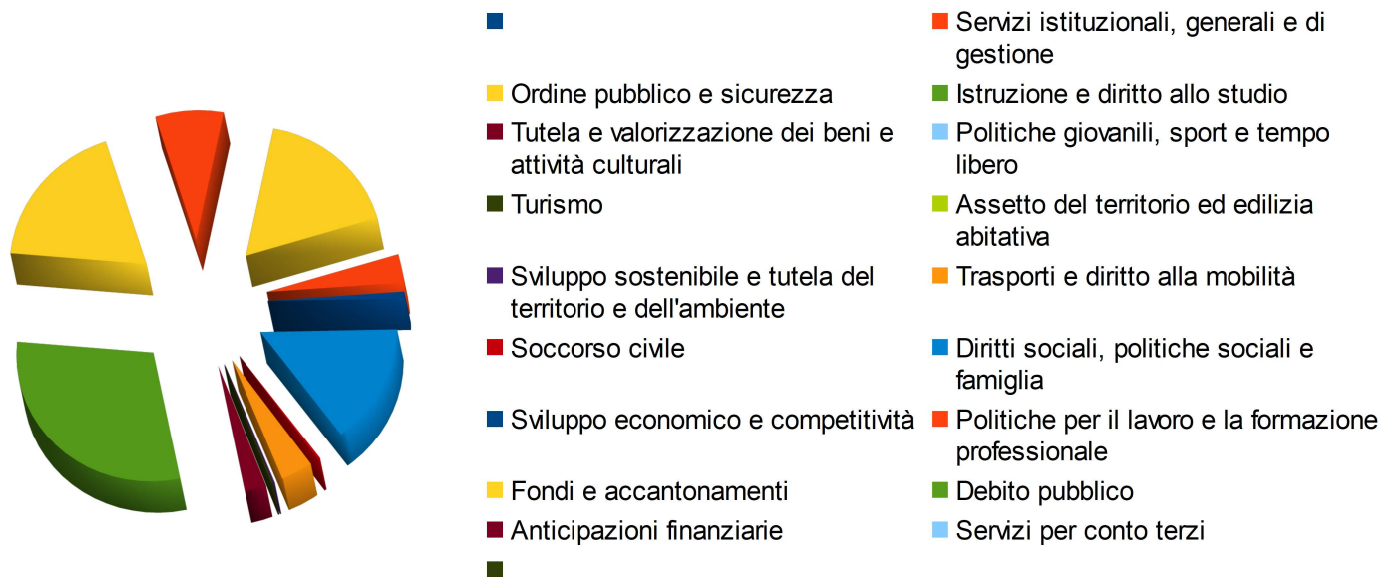 Servizi istituzionali, generali e di
gestione
Ordine pubblico e sicurezza
Istruzione e diritto allo studio
Tutela e valorizzazione dei beni e
attività culturali
Politiche giovanili, sport e tempo
libero
Turismo
Assetto del territorio ed edilizia
abitativa
Sviluppo sostenibile e tutela del
territorio e dell'ambiente
Trasporti e diritto alla mobilità
Soccorso civile
Diritti sociali, politiche sociali e
famiglia
Sviluppo economico e competitività
Politiche per il lavoro e la formazione
professionale
Fondi e accantonamenti
Debito pubblico
Anticipazioni finanziarie
Servizi per conto terzi